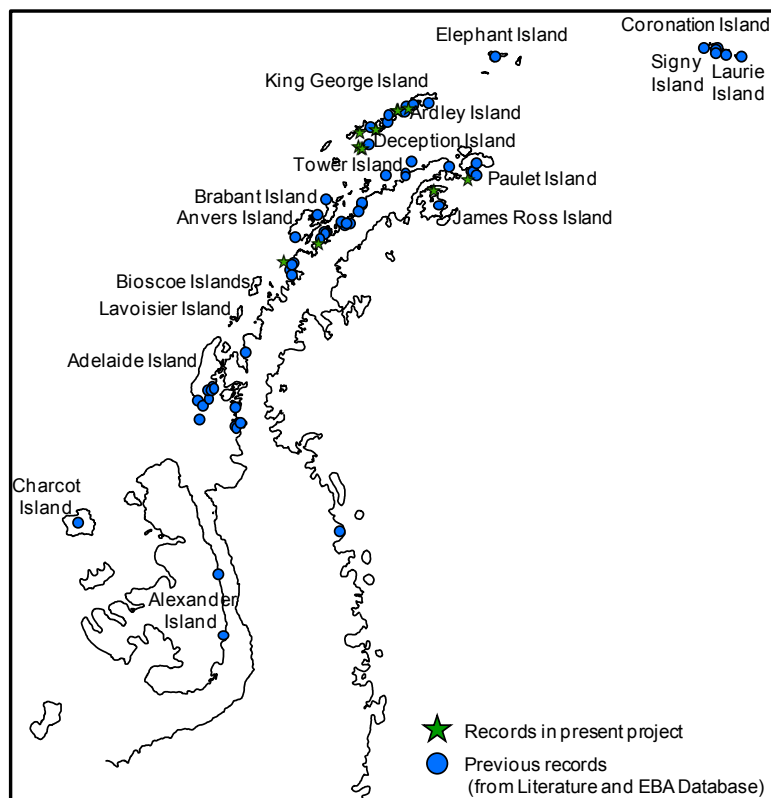 Coronation Island
Elephant Island
Signy
Island
Laurie
Island
King George Island
Ardley Island
Deception Island
Tower Island
Paulet Island
Brabant Island
Anvers Island
James Ross Island
Bioscoe Islands
Lavoisier Island
Adelaide Island
Charcot
Island
Alexander
Island
Records in present project
Previous records
(from Literature and EBA Database)